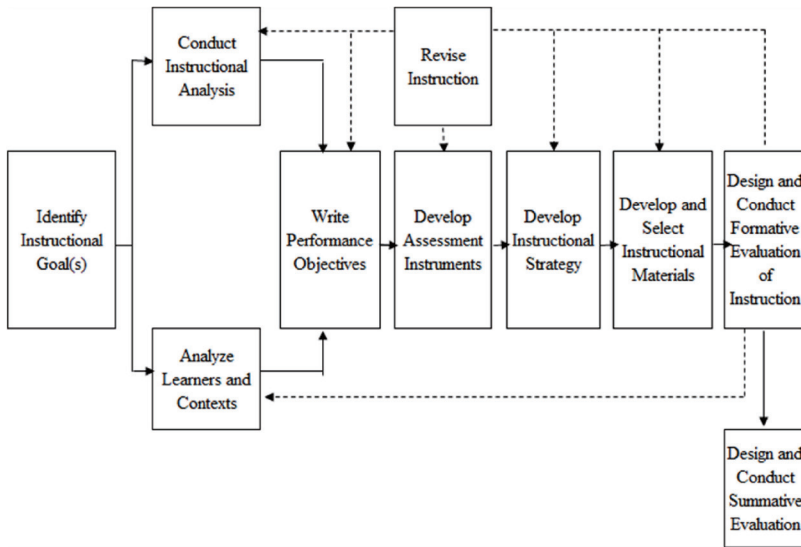 Conduct
Instructional
Analysis
Revise
Instruction
Identify
Instructional
Goal(s)
Write
Performance
Objectives
Develop
Assessment
Instruments
Develop
Instructional
Strategy
Develop and
Select
Instructional
Materials
Design and
Conduct
Formative
Evaluation
of
Instruction
Analyze
Learners and
Contexts
Design and
Conduct
Summative
Evaluation